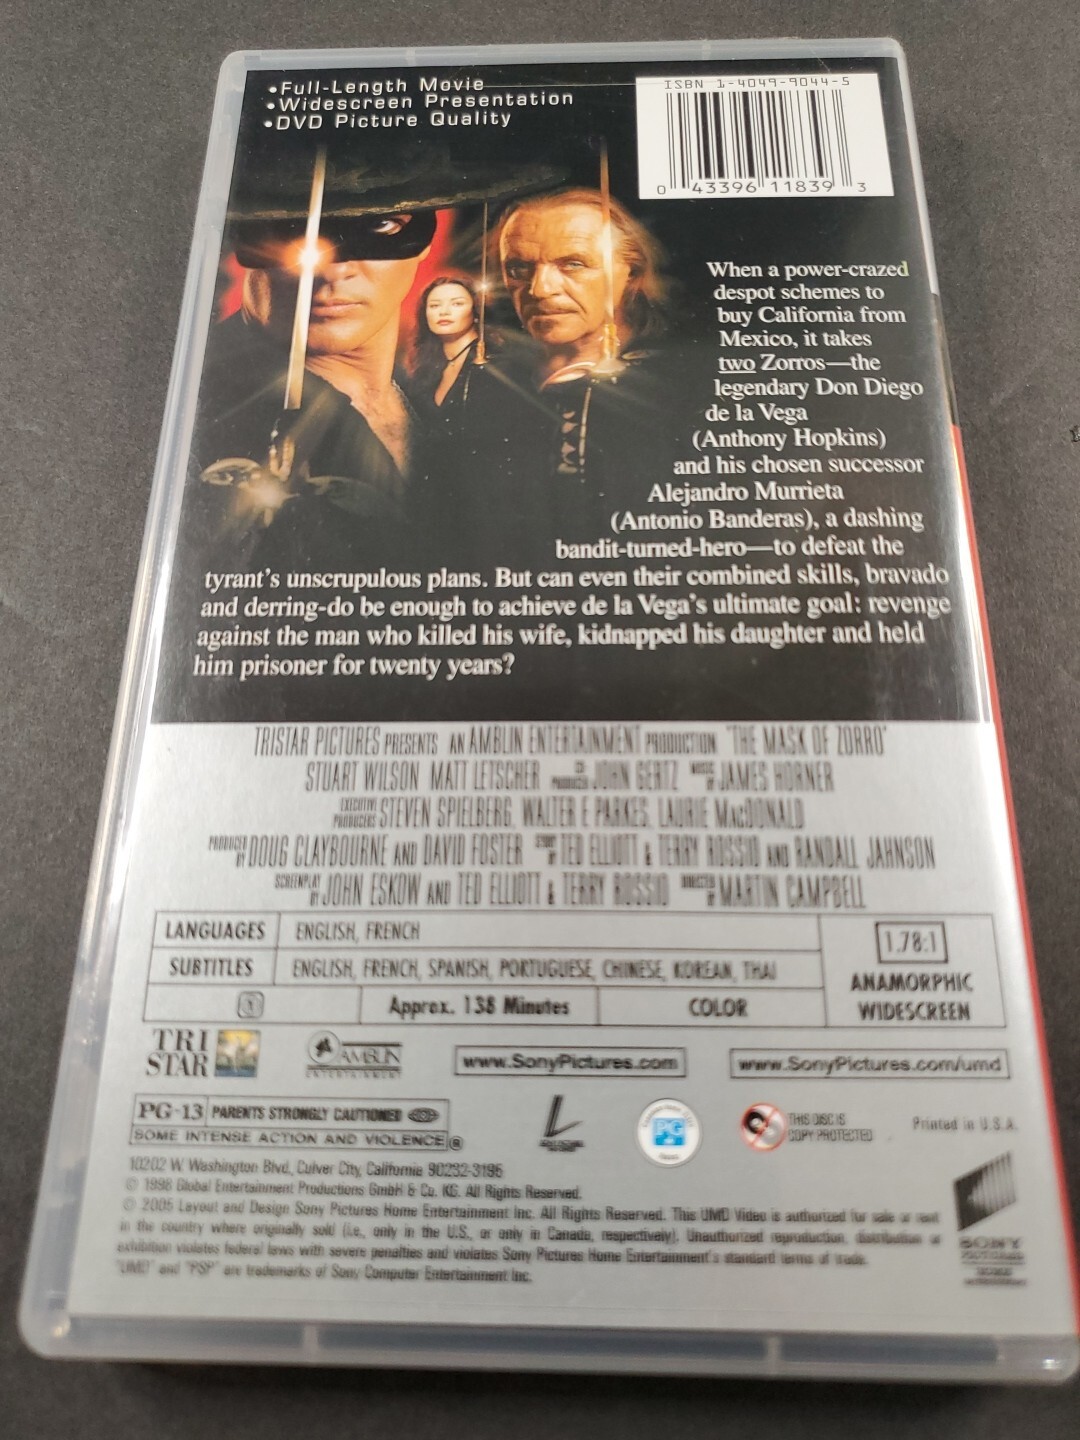 •Full-Length Movie
•Widescreen Presentation
•DVD Picture Quality
ISBN 1-4049-9044-5
0 43396 11839 3
When a power-crazed
despot schemes to
buy California from
Mexico, it takes
two Zorros—the
legendary Don Diego
de la Vega
(Anthony Hopkins)
and his chosen successor
Alejandro Murrieta
(Antonio Banderas), a dashing
bandit-turned-hero—to defeat the
tyrant's unscrupulous plans. But can even their combined skills, bravado
and derring-do be enough to achieve de la Vega's ultimate goal: revenge
against the man who killed his wife, kidnapped his daughter and held
him prisoner for twenty years?
TRISTAR PICTURES PRESENTS AN AMBLIN ENTERTAINMENT PRODUCTION "THE MASK OF ZORRO"
STUART WILSON MATT LETSCHER CO PRODUCER JOHN GERTZ MUSIC BY JAMES HORNER
EXECUTIVE PRODUCERS STEVEN SPIELBERG, WALTER F. PARKES, LAURIE MACDONALD
PRODUCED BY DOUG CLAYBOURNE AND DAVID FOSTER STORY BY TED ELLIOTT & TERRY ROSSIO AND RANDALL JAHNSON
SCREENPLAY BY JOHN ESKOW AND TED ELLIOTT & TERRY ROSSIO DIRECTED BY MARTIN CAMPBELL
LANGUAGES ENGLISH, FRENCH
SUBTITLES ENGLISH, FRENCH, SPANISH, PORTUGUESE, CHINESE, KOREAN, THAI
1 Approx. 138 Minutes COLOR
1.78:1
ANAMORPHIC
WIDESCREEN
TRI
STAR
AMBLIN
ENTERTAINMENT
www.SonyPictures.com
www.SonyPictures.com/umd
PG-13 PARENTS STRONGLY CAUTIONED
SOME INTENSE ACTION AND VIOLENCE ®
L
PG
THIS DISC IS
COPY PROTECTED
Printed in U.S.A.
10202 W. Washington Blvd., Culver City, California 90232-3195
© 1998 Global Entertainment Productions GmbH & Co. KG. All Rights Reserved.
© 2005 Layout and Design Sony Pictures Home Entertainment Inc. All Rights Reserved. This UMD Video is authorized for sale or rent
in the country where originally sold (i.e., only in the U.S., or only in Canada, respectively). Unauthorized reproduction, distribution or
exhibition violates federal laws with severe penalties and violates Sony Pictures Home Entertainment's standard terms of trade.
"UMD" and "PSP" are trademarks of Sony Computer Entertainment Inc.
SONY
PICTURES